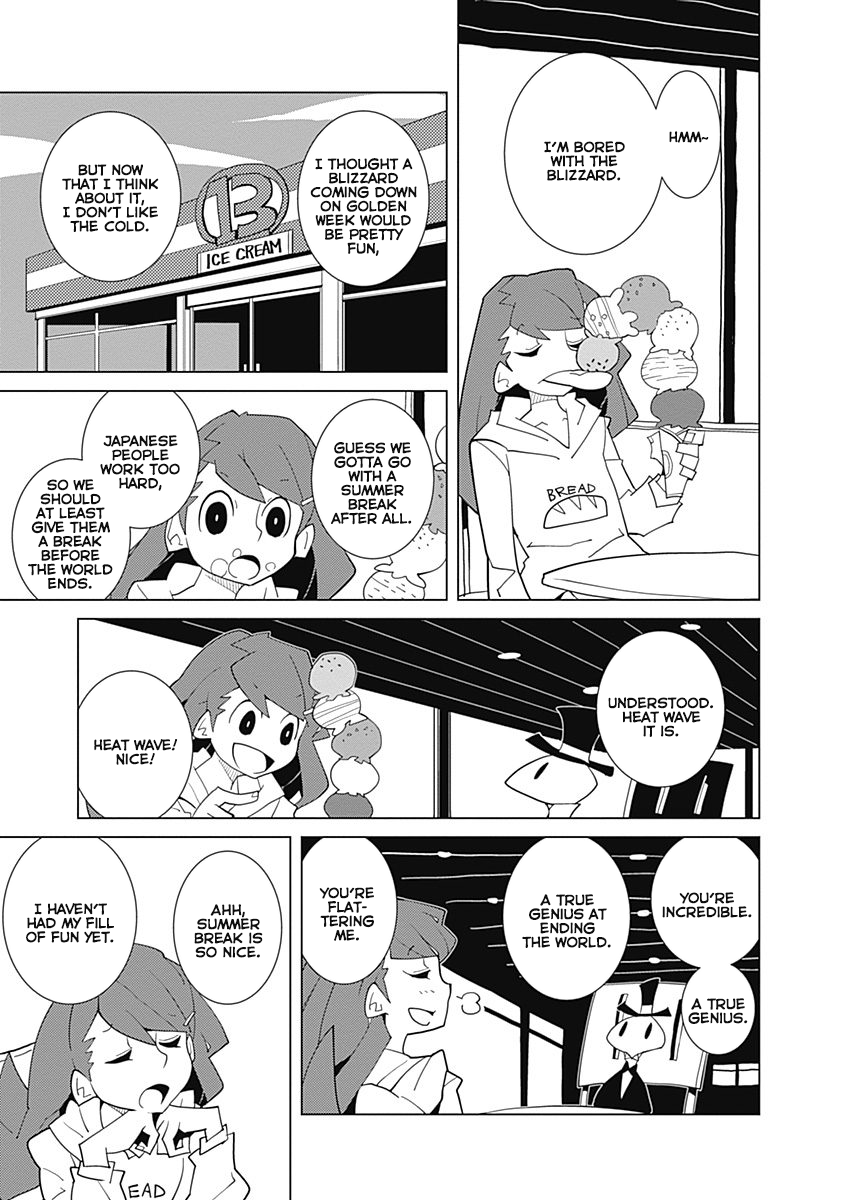 HMM~
I'M BORED
WITH THE
BLIZZARD.
BREAD
I THOUGHT A
BLIZZARD
COMING DOWN
ON GOLDEN
WEEK WOULD
BE PRETTY
FUN,
BUT NOW
THAT I THINK
ABOUT IT,
I DON'T LIKE
THE COLD.
B
ICE CREAM
GUESS WE
GOTTA GO
WITH A
SUMMER
BREAK
AFTER ALL.
JAPANESE
PEOPLE
WORK TOO
HARD,
SO WE
SHOULD
AT LEAST
GIVE THEM
A BREAK
BEFORE
THE WORLD
ENDS.
UNDERSTOOD.
HEAT WAVE
IT IS.
HEAT WAVE!
NICE!
YOU'RE
INCREDIBLE.
A TRUE
GENIUS.
A TRUE
GENIUS AT
ENDING
THE WORLD.
YOU'RE
FLAT-
TERING
ME.
AHH,
SUMMER
BREAK IS
SO NICE.
I HAVEN'T
HAD MY FILL
OF FUN YET.
EAD